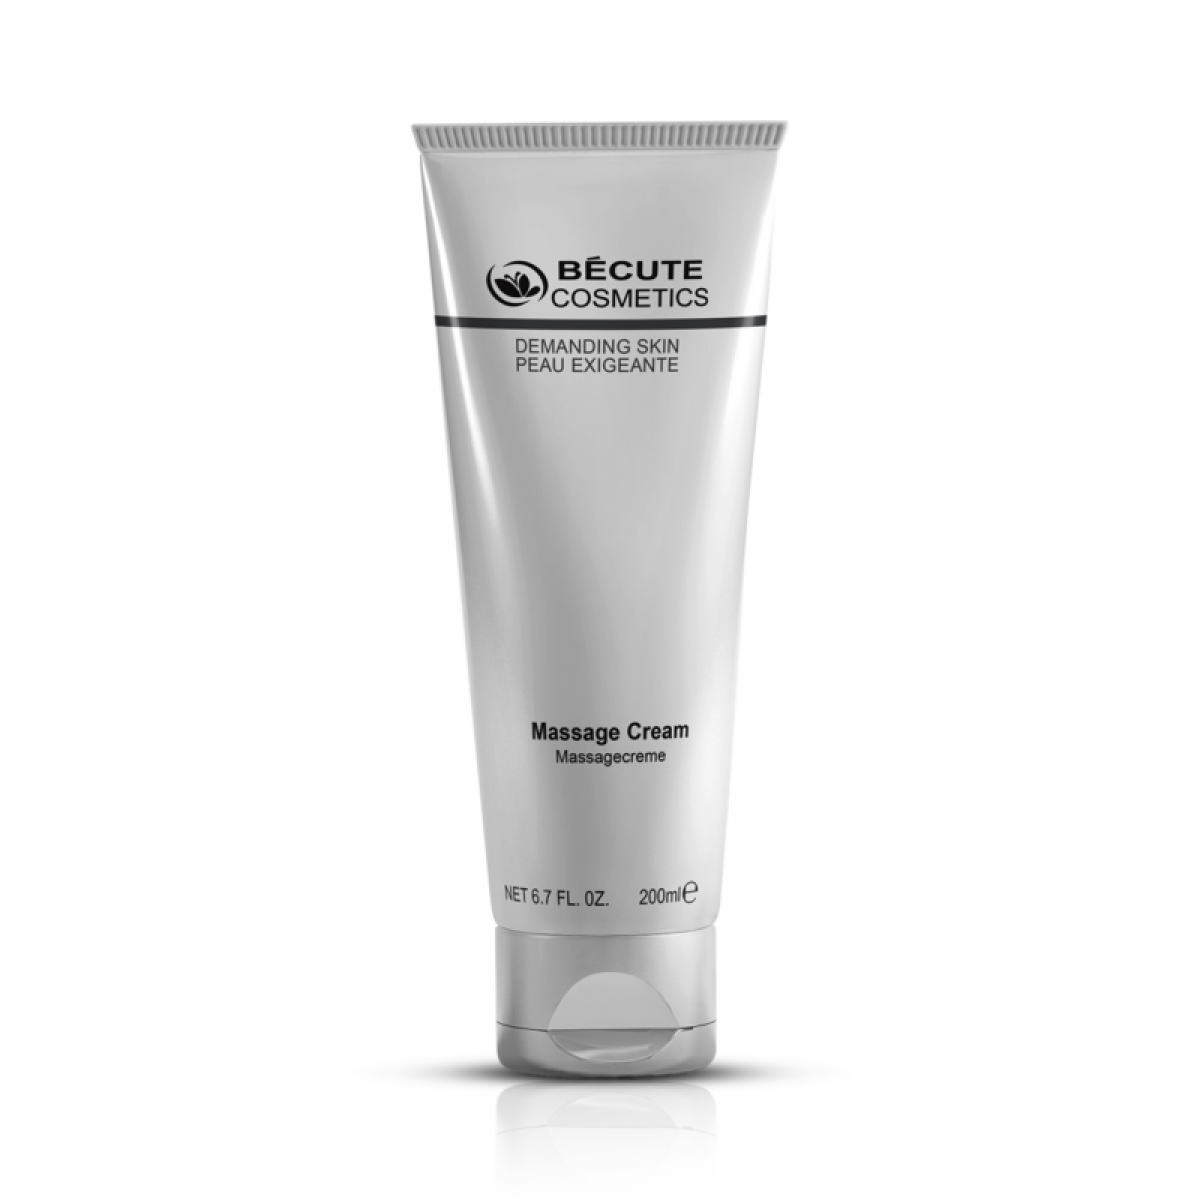 BÉCUTE
COSMETICS
DEMANDING SKIN
PEAU EXIGEANTE
Massage Cream
Massagecreme
NET 6.7 FL. OZ. 200ml℮